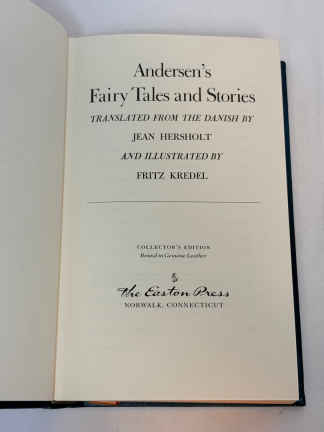 Andersen's
Fairy Tales and Stories
TRANSLATED FROM THE DANISH BY
JEAN HERSHOLT
AND ILLUSTRATED BY
FRITZ KREDEL
COLLECTOR'S EDITION
Bound in Genuine Leather
The Easton Press
NORWALK, CONNECTICUT